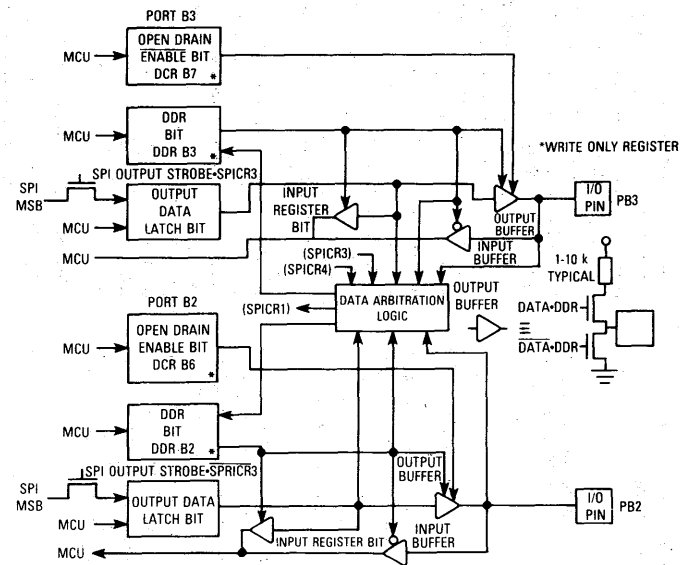 PORT B3
OPEN DRAIN
ENABLE BIT
DCR B7
*
MCU
DDR
BIT
DDR B3
*
MCU
*WRITE ONLY REGISTER
SPI OUTPUT STROBE•SPICR3
SPI
MSB
OUTPUT
DATA
LATCH BIT
MCU
MCU
INPUT
REGISTER
BIT
OUTPUT
BUFFER
INPUT
BUFFER
I/O
PIN
PB3
1-10 k
TYPICAL
(SPICR3)
(SPICR4)
(SPICR1)
DATA ARBITRATION
LOGIC
OUTPUT
BUFFER
DATA•DDR
DATA•DDR
PORT B2
OPEN DRAIN
ENABLE BIT
DCR B6
*
MCU
DDR
BIT
DDR B2
*
MCU
SPI OUTPUT STROBE•SPRICR3
SPI
MSB
OUTPUT DATA
LATCH BIT
MCU
MCU
OUTPUT
BUFFER
INPUT REGISTER BIT
INPUT
BUFFER
I/O
PIN
PB2